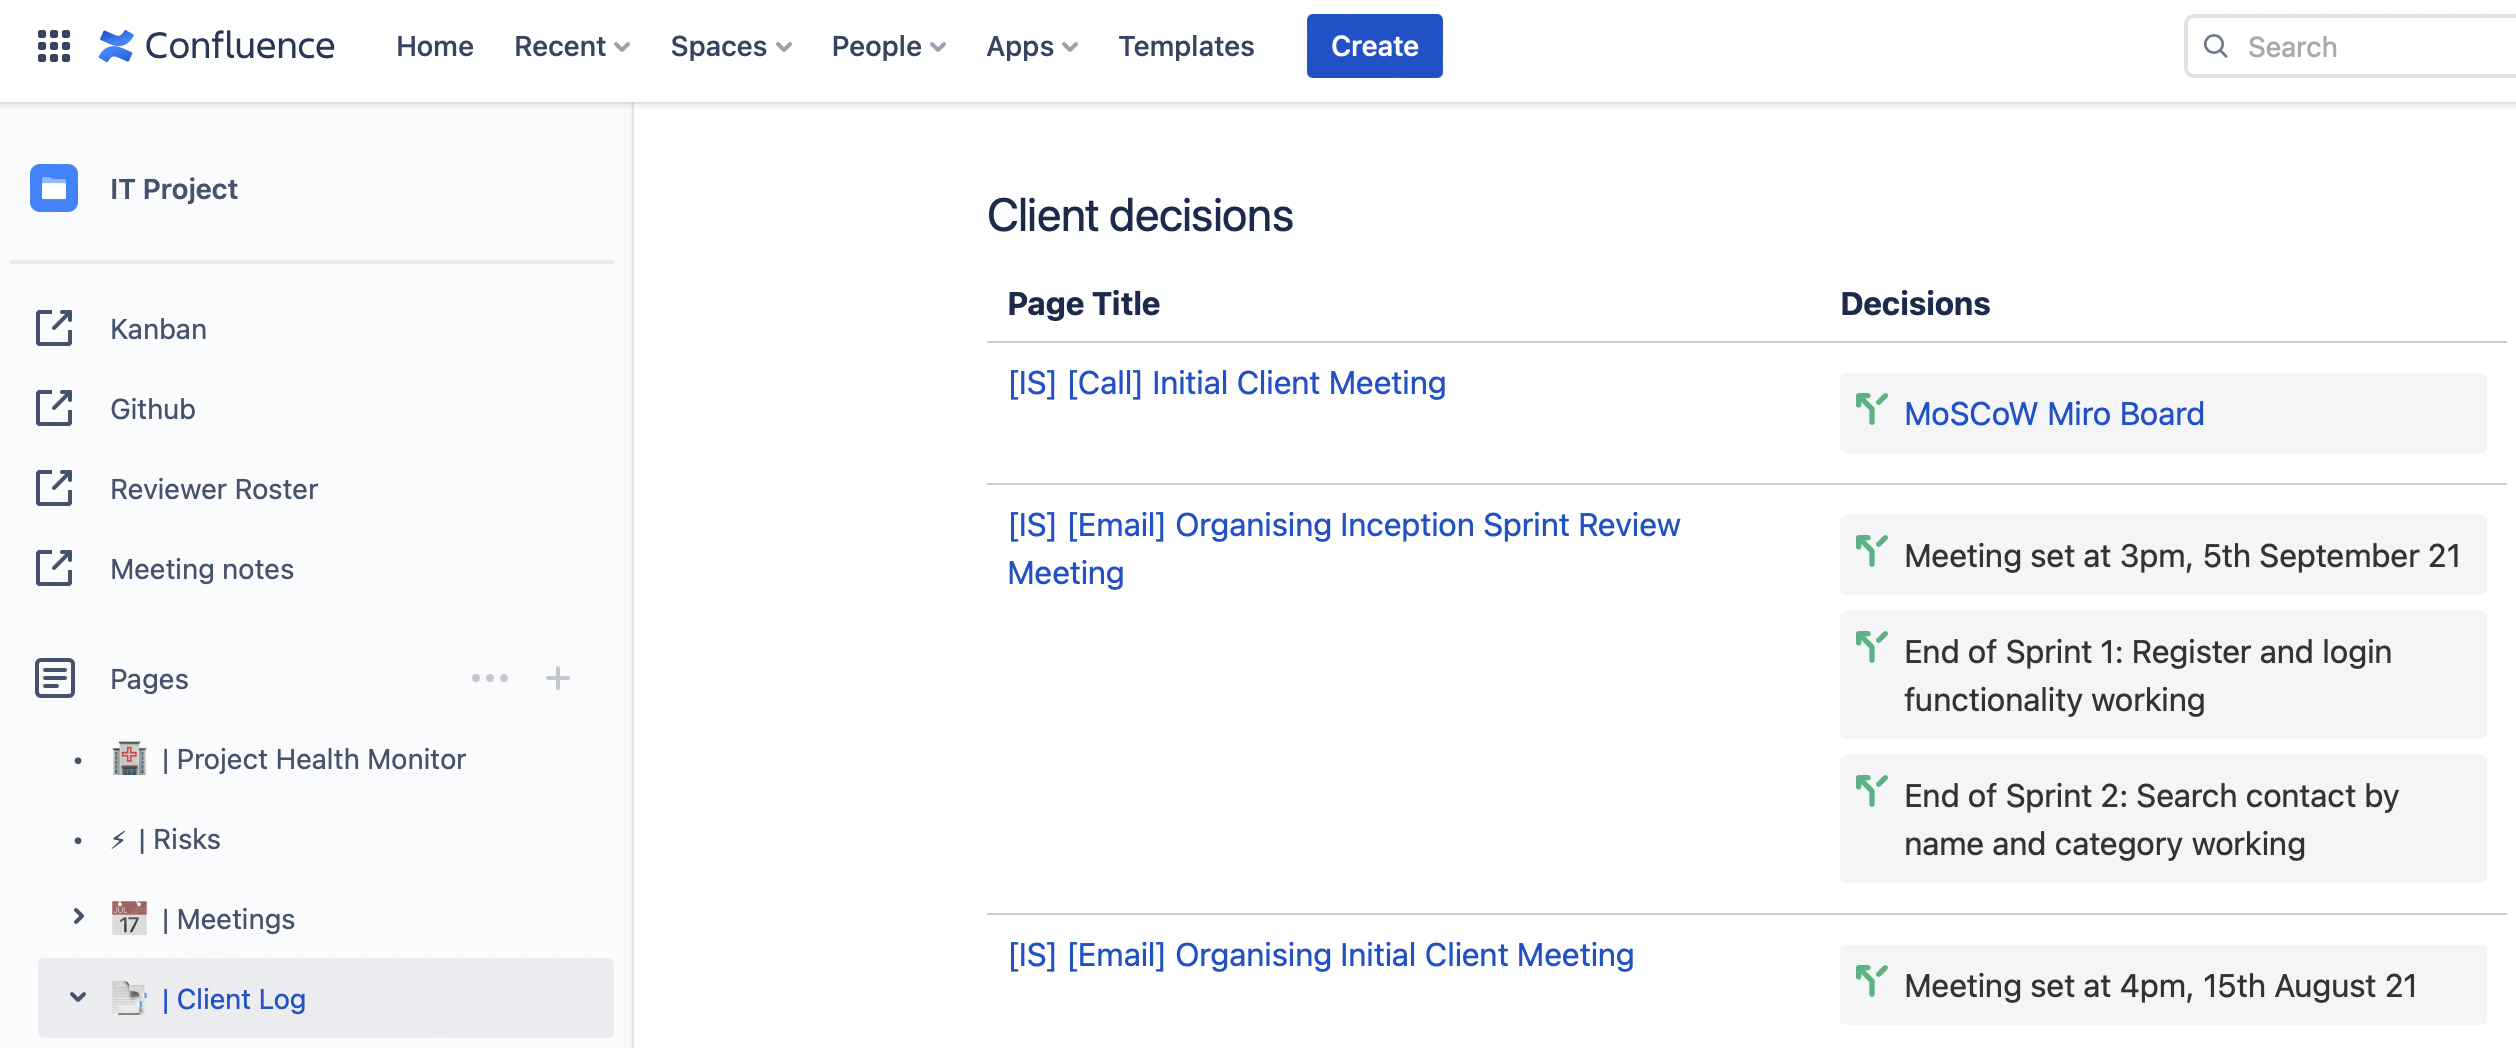 Confluence Home Recent Spaces People Apps Templates Create Search
IT Project
Kanban
Github
Reviewer Roster
Meeting notes
Pages
| Project Health Monitor
| Risks
JUL
17
| Meetings
| Client Log
Client decisions
Page Title Decisions
[IS] [Call] Initial Client Meeting
MoSCoW Miro Board
[IS] [Email] Organising Inception Sprint Review
Meeting
Meeting set at 3pm, 5th September 21
End of Sprint 1: Register and login
functionality working
End of Sprint 2: Search contact by
name and category working
[IS] [Email] Organising Initial Client Meeting
Meeting set at 4pm, 15th August 21